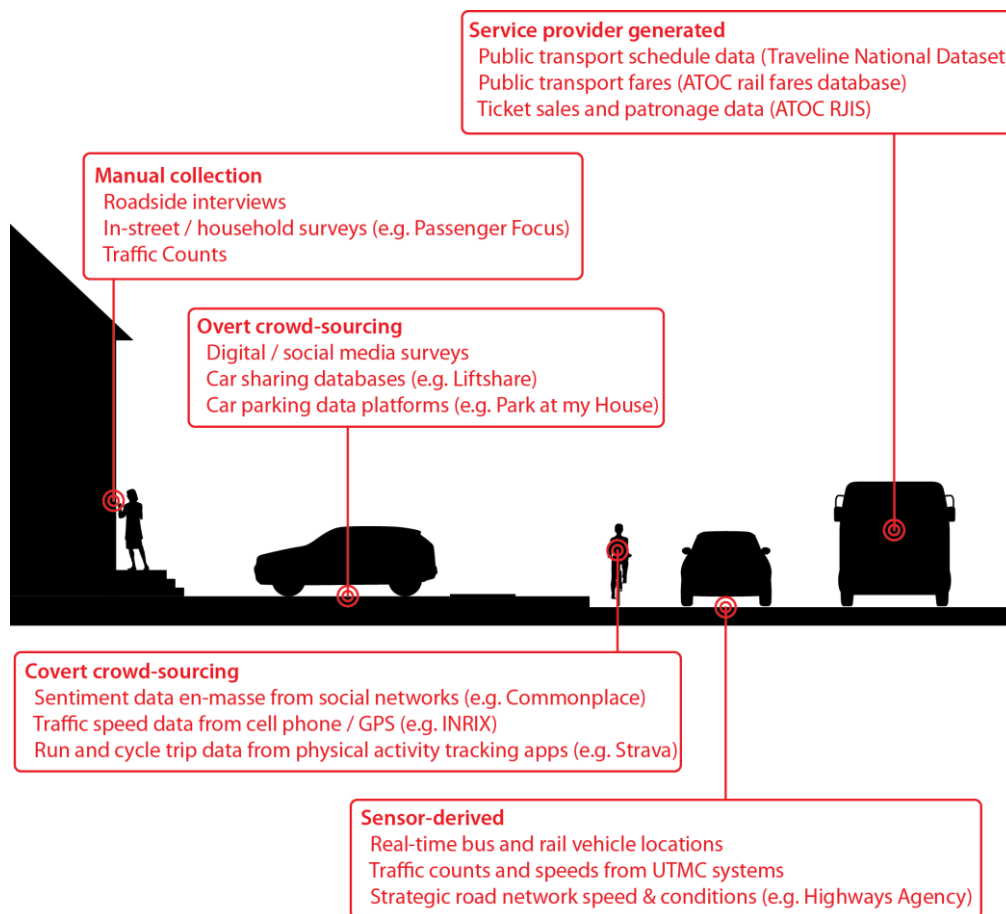 Service provider generated
Public transport schedule data (Traveline National Dataset
Public transport fares (ATOC rail fares database)
Ticket sales and patronage data (ATOC RJIS)
Manual collection
Roadside interviews
In-street / household surveys (e.g. Passenger Focus)
Traffic Counts
Overt crowd-sourcing
Digital / social media surveys
Car sharing databases (e.g. Liftshare)
Car parking data platforms (e.g. Park at my House)
Covert crowd-sourcing
Sentiment data en-masse from social networks (e.g. Commonplace)
Traffic speed data from cell phone / GPS (e.g. INRIX)
Run and cycle trip data from physical activity tracking apps (e.g. Strava)
Sensor-derived
Real-time bus and rail vehicle locations
Traffic counts and speeds from UTMC systems
Strategic road network speed & conditions (e.g. Highways Agency)